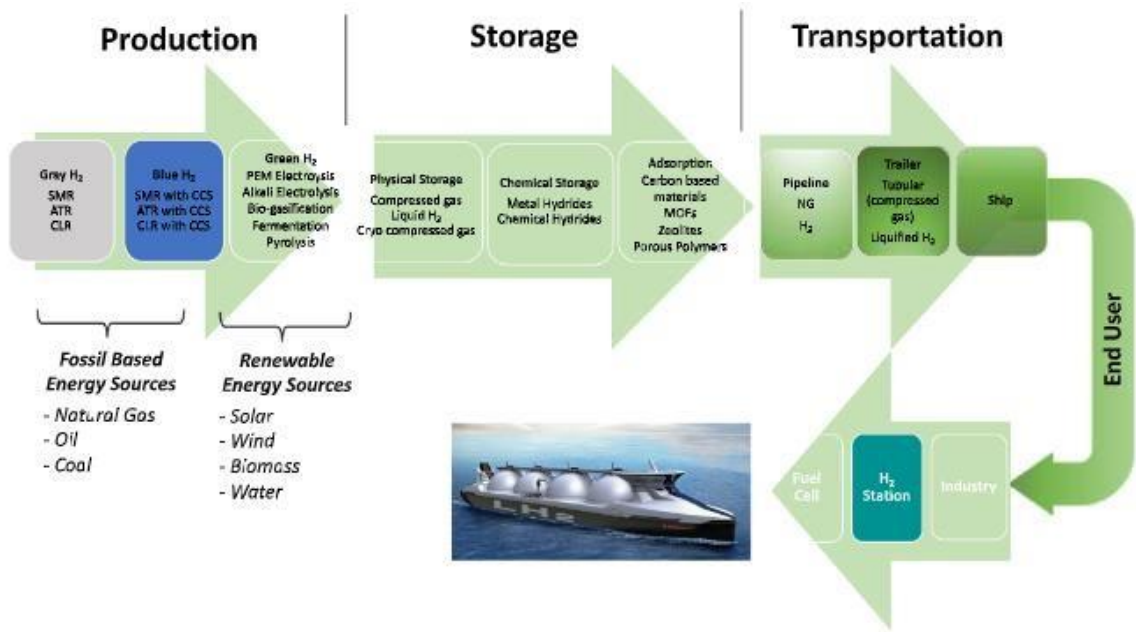 Production
Storage
Transportation
Gray H₂
SMR
ATR
CLR
Blue H₂
SMR with CCS
ATR with CCS
CLR with CCS
Green H₂
PEM Electrolysis
Alkali Electrolysis
Bio-gasification
Fermentation
Pyrolysis
Physical Storage
Compressed gas
Liquid H₂
Cryo compressed gas
Chemical Storage
Metal Hydrides
Chemical Hydrides
Adsorption
Carbon based
materials
MOFs
Zeolites
Porous Polymers
Pipeline
NG
H₂
Trailer
Tubular
(compressed
gas)
Liquified H₂
Ship
End User
Fossil Based
Energy Sources
- Natural Gas
- Oil
- Coal
Renewable
Energy Sources
- Solar
- Wind
- Biomass
- Water
LH2
Fuel
Cell
H₂
Station
Industry